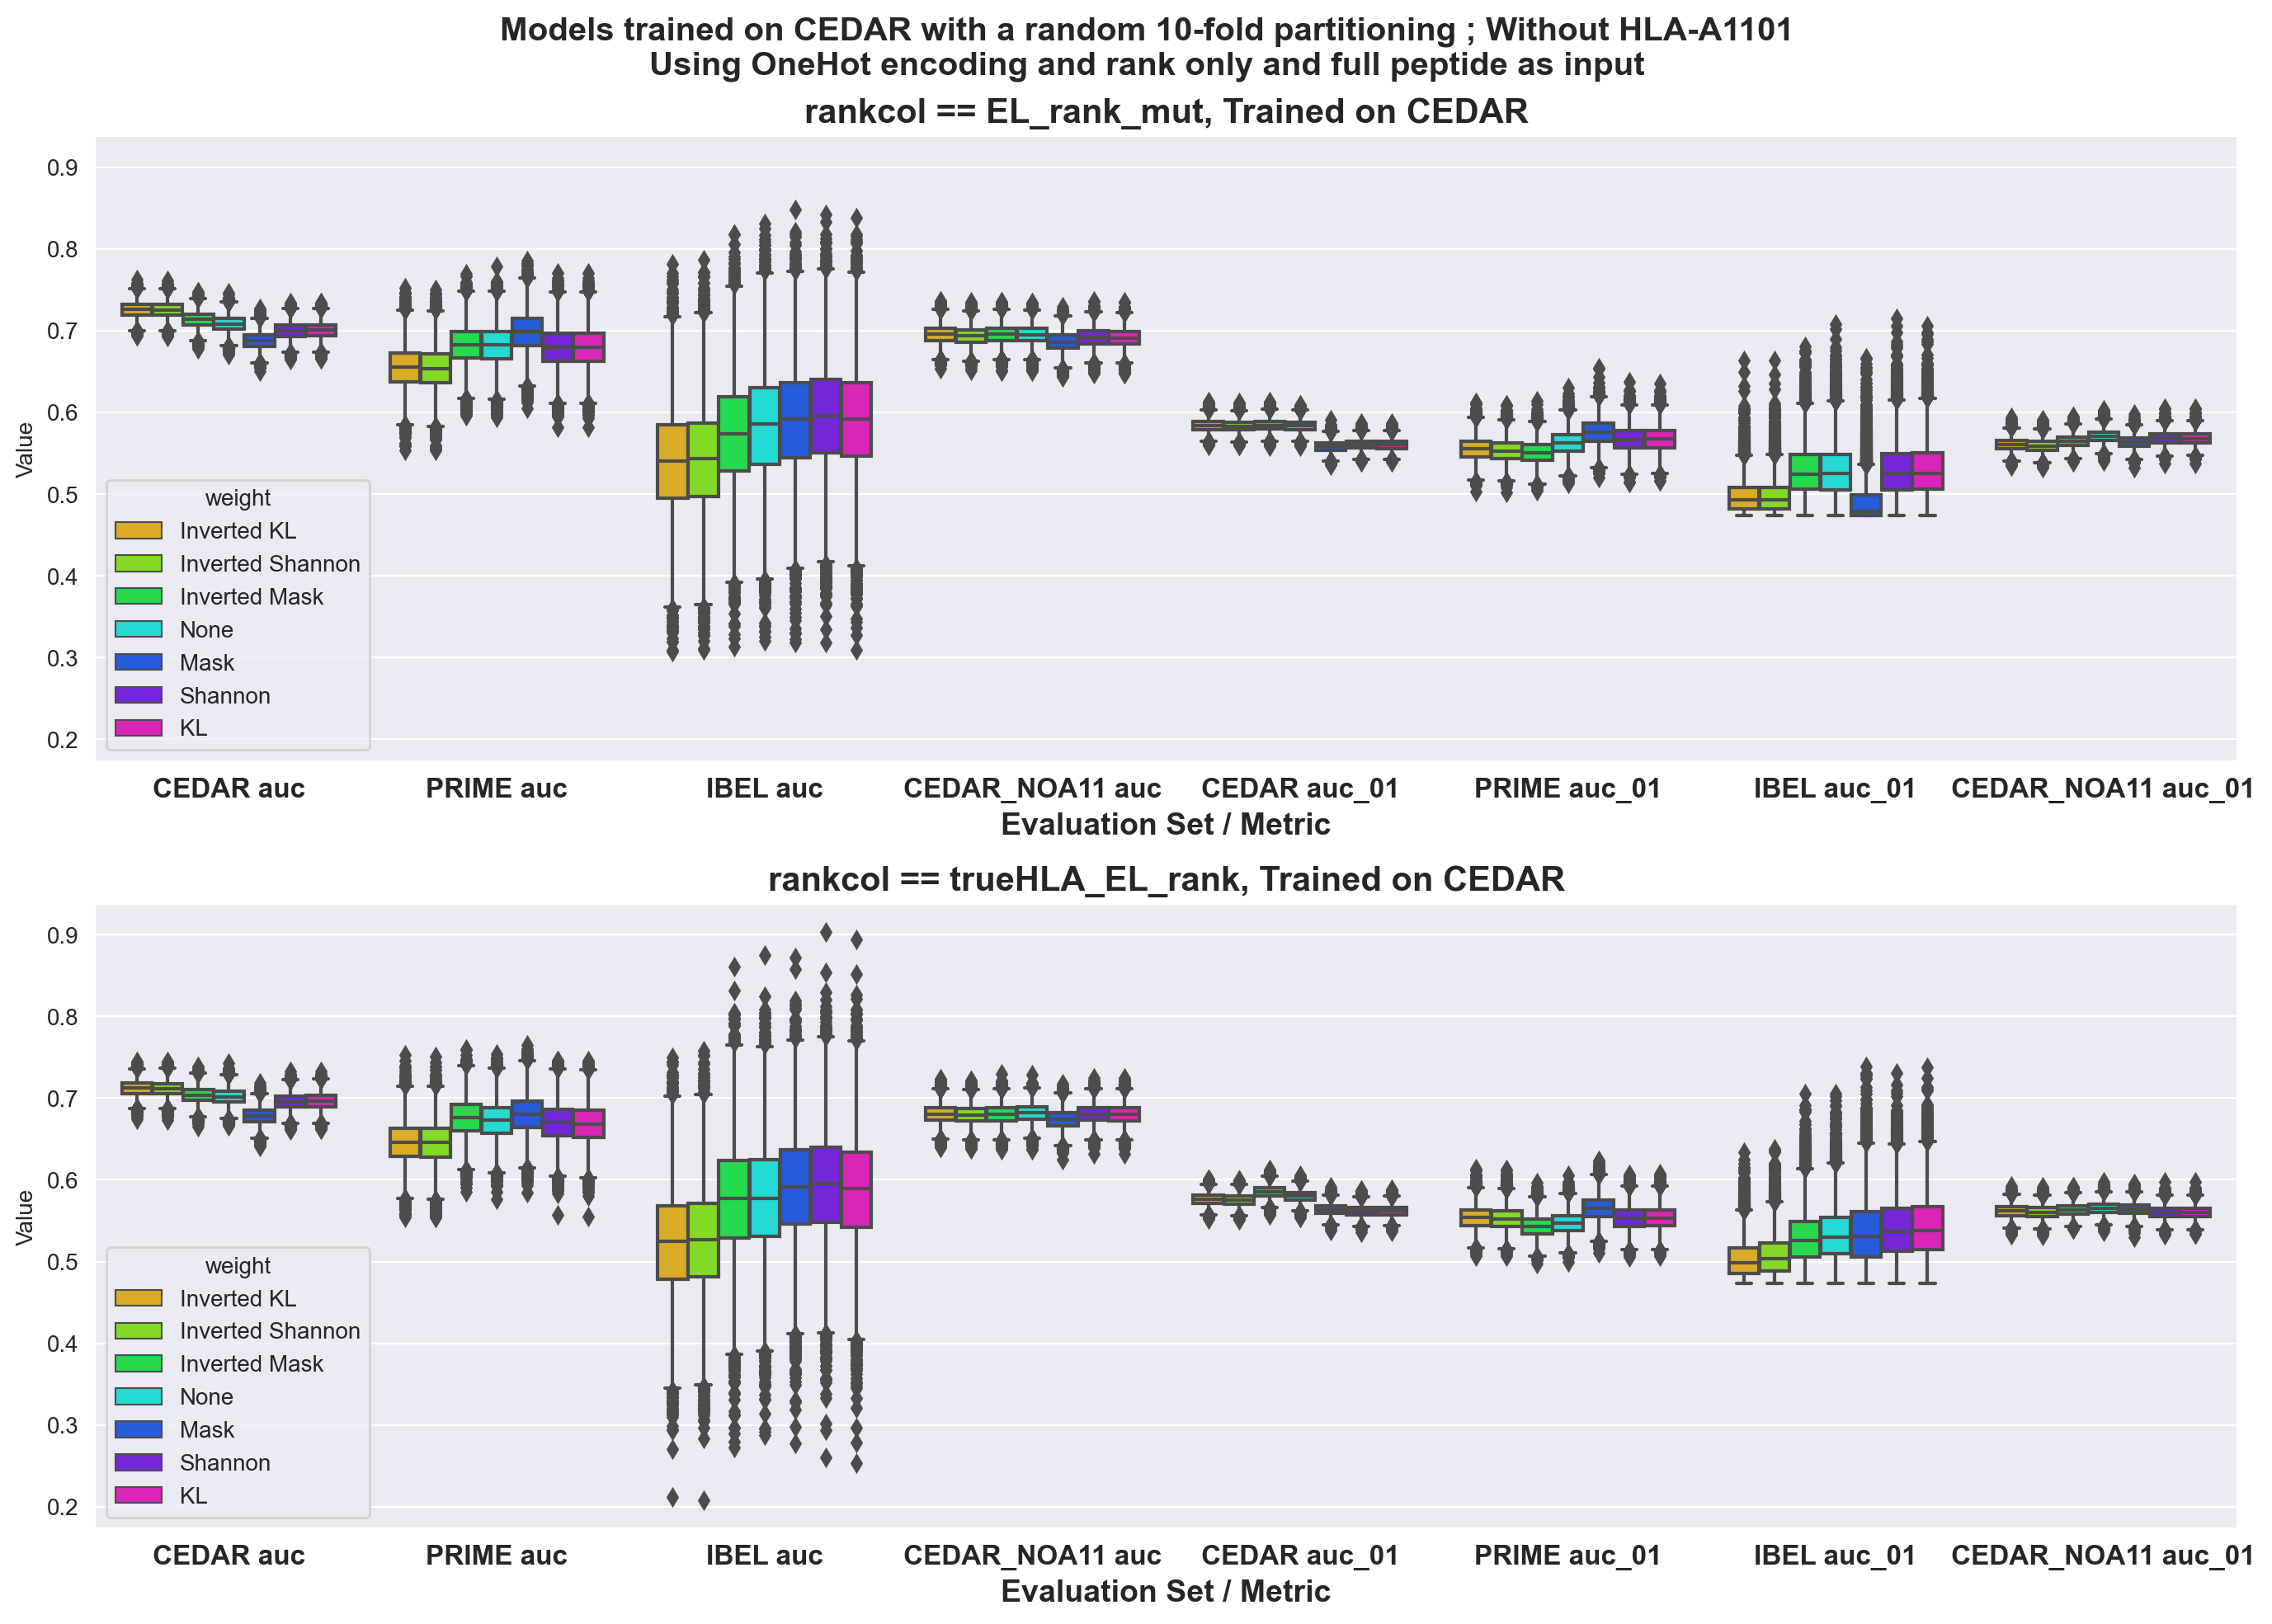 Models trained on CEDAR with a random 10-fold partitioning ; Without HLA-A1101
Using OneHot encoding and rank only and full peptide as input
rankcol == EL_rank_mut, Trained on CEDAR
0.9
0.8
0.7
0.6
0.5
0.4
0.3
0.2
Value
weight
Inverted KL
Inverted Shannon
Inverted Mask
None
Mask
Shannon
KL
CEDAR auc PRIME auc IBEL auc CEDAR_NOA11 auc CEDAR auc_01 PRIME auc_01 IBEL auc_01 CEDAR_NOA11 auc_01
Evaluation Set / Metric
rankcol == trueHLA_EL_rank, Trained on CEDAR
0.9
0.8
0.7
0.6
0.5
0.4
0.3
0.2
Value
weight
Inverted KL
Inverted Shannon
Inverted Mask
None
Mask
Shannon
KL
CEDAR auc PRIME auc IBEL auc CEDAR_NOA11 auc CEDAR auc_01 PRIME auc_01 IBEL auc_01 CEDAR_NOA11 auc_01
Evaluation Set / Metric